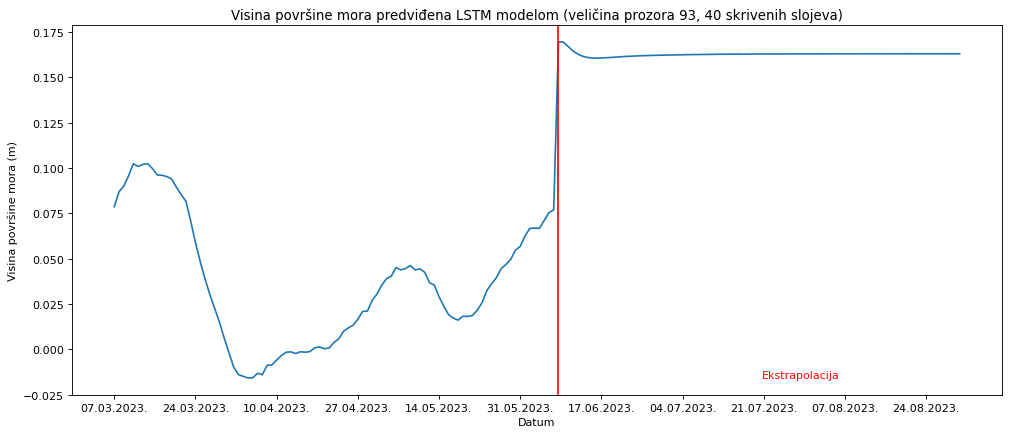 Visina površine mora predviđena LSTM modelom (veličina prozora 93, 40 skrivenih slojeva)
Visina površine mora (m)
0.175
0.150
0.125
0.100
0.075
0.050
0.025
0.000
−0.025
Ekstrapolacija
07.03.2023. 24.03.2023. 10.04.2023. 27.04.2023. 14.05.2023. 31.05.2023. 17.06.2023. 04.07.2023. 21.07.2023. 07.08.2023. 24.08.2023.
Datum